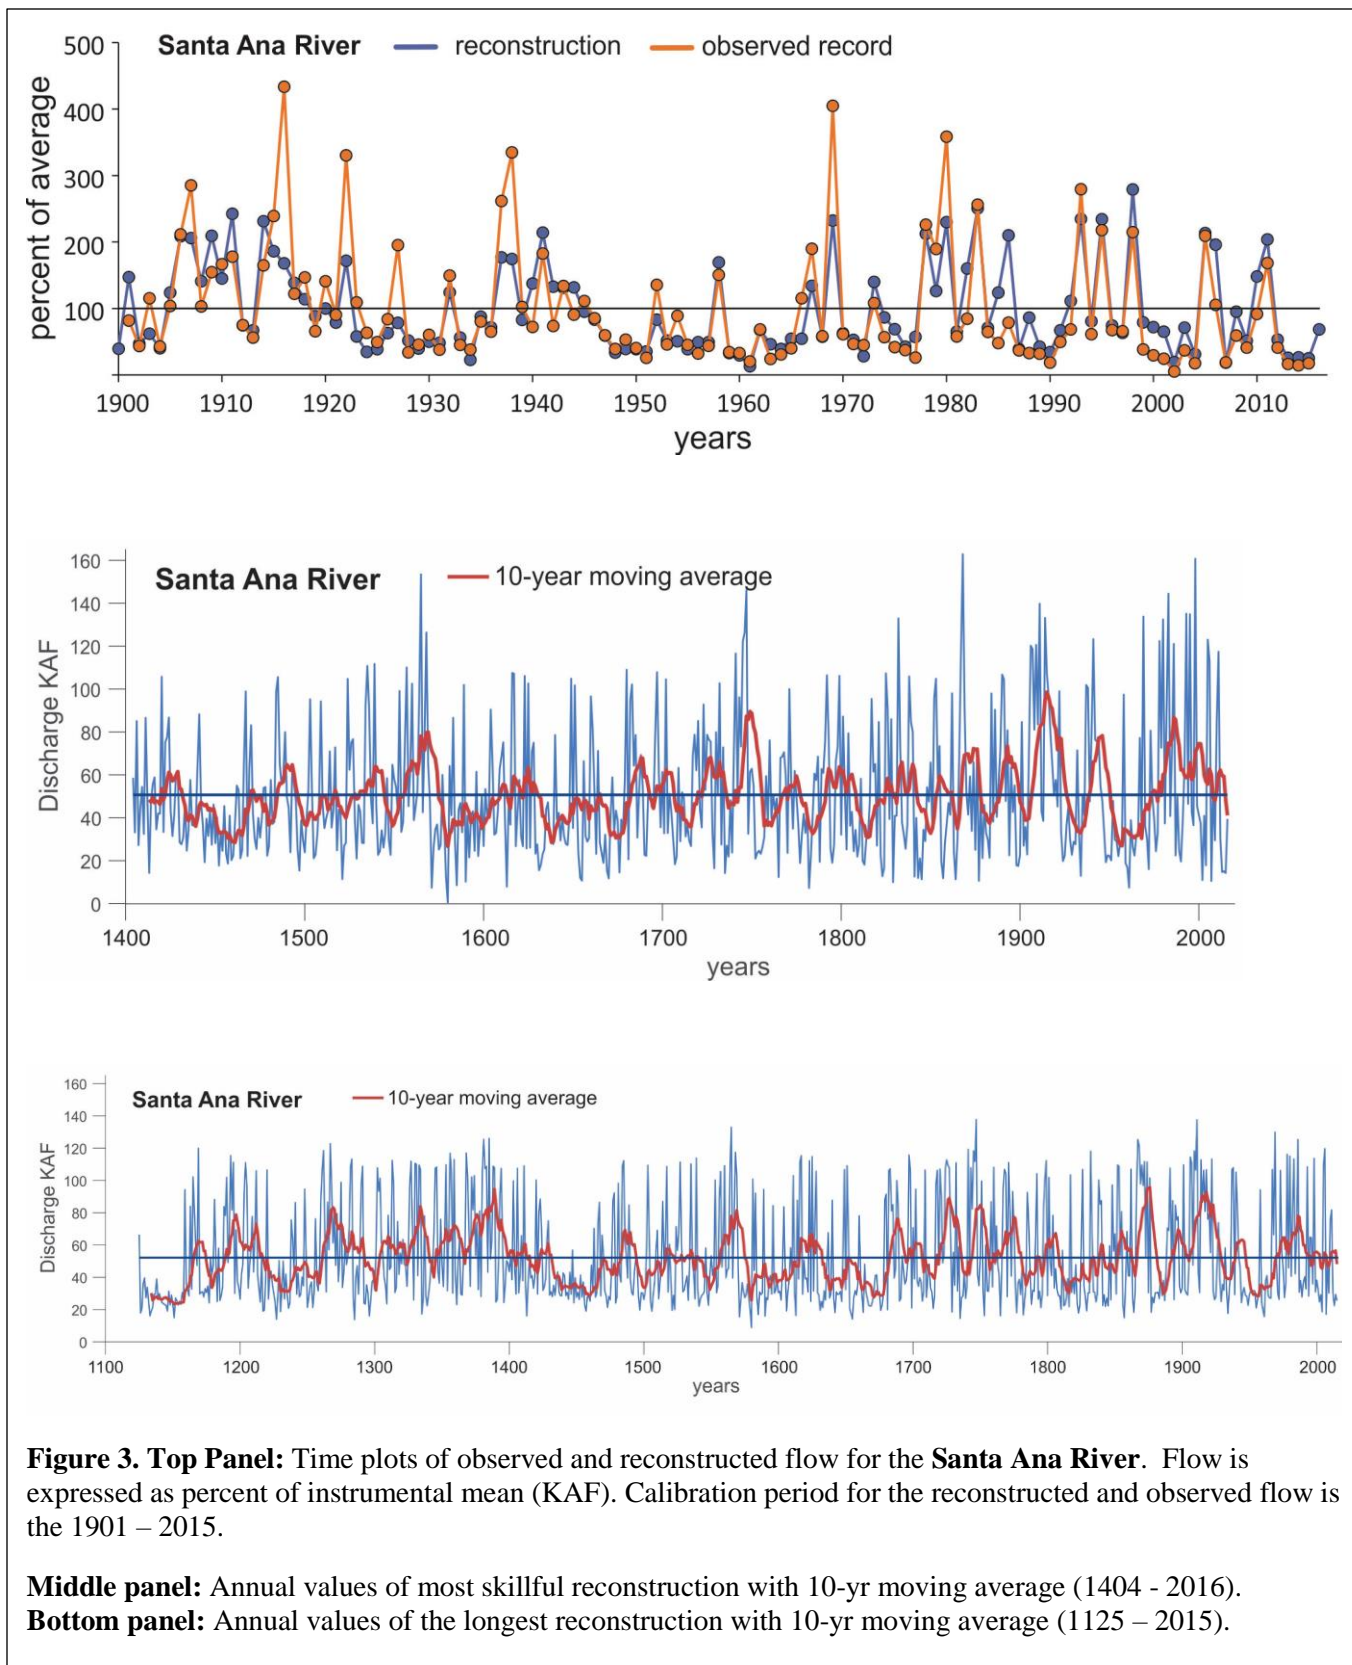 Santa Ana River reconstruction observed record
percent of average
500
400
300
200
100
1900 1910 1920 1930 1940 1950 1960 1970 1980 1990 2000 2010
years
Santa Ana River 10-year moving average
Discharge KAF
160
140
120
100
80
60
40
20
0
1400 1500 1600 1700 1800 1900 2000
years
Santa Ana River 10-year moving average
Discharge KAF
160
140
120
100
80
60
40
20
0
1100 1200 1300 1400 1500 1600 1700 1800 1900 2000
years
Figure 3. Top Panel: Time plots of observed and reconstructed flow for the Santa Ana River. Flow is
expressed as percent of instrumental mean (KAF). Calibration period for the reconstructed and observed flow is
the 1901 – 2015.
Middle panel: Annual values of most skillful reconstruction with 10-yr moving average (1404 - 2016).
Bottom panel: Annual values of the longest reconstruction with 10-yr moving average (1125 – 2015).